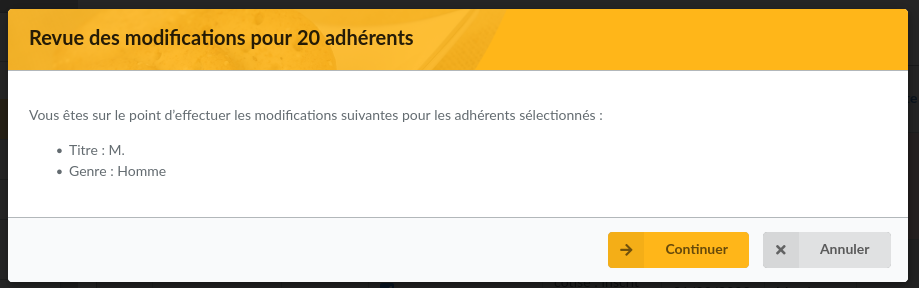 Revue des modifications pour 20 adhérents
Vous êtes sur le point d'effectuer les modifications suivantes pour les adhérents sélectionnés :
• Titre : M.
• Genre : Homme
Continuer
Annuler